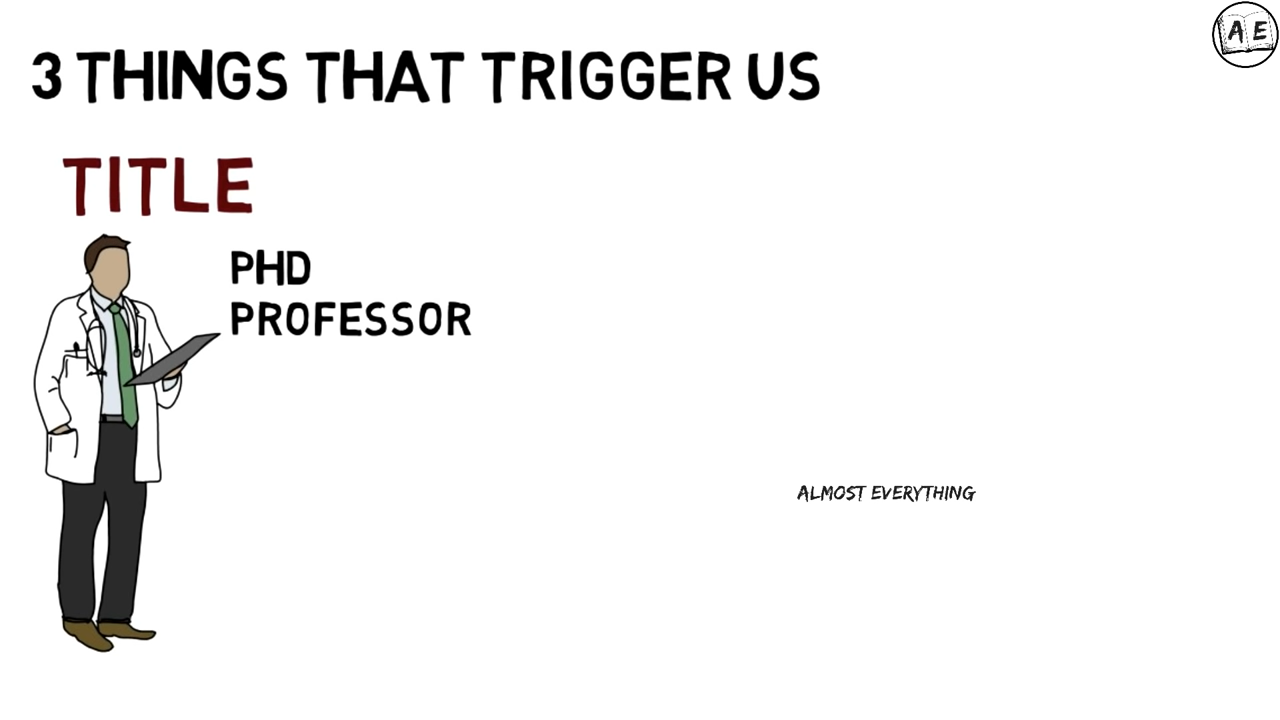 3 THINGS THAT TRIGGER US
A E
TITLE
PHD
PROFESSOR
ALMOST EVERYTHING